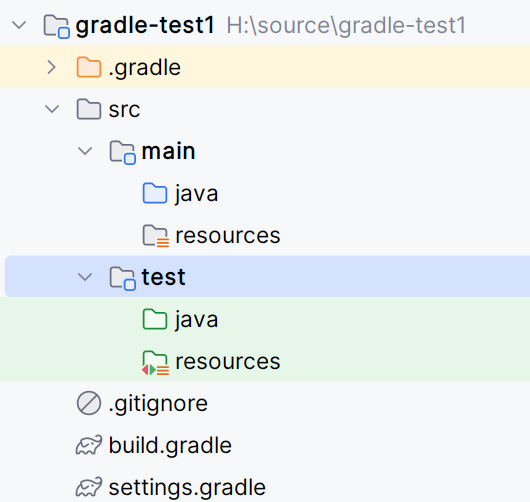 gradle-test1 H:\source\gradle-test1
.gradle
src
main
java
resources
test
java
resources
.gitignore
build.gradle
settings.gradle